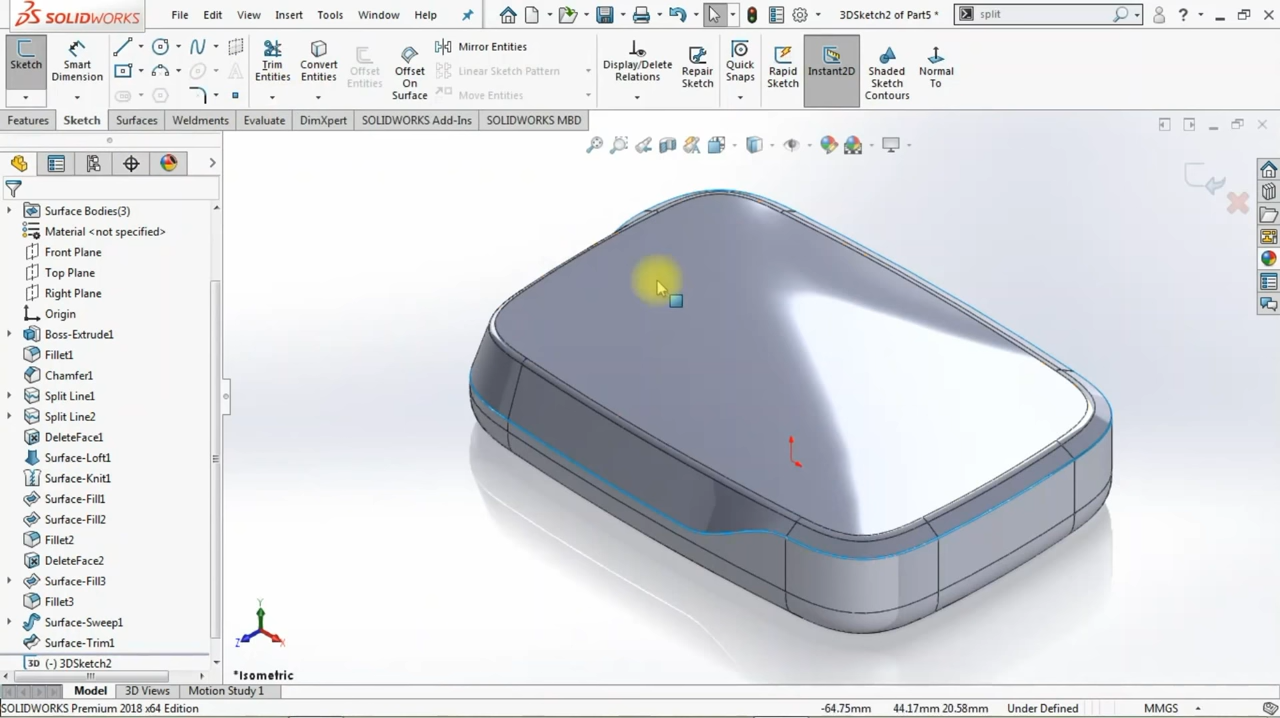 SOLIDWORKS
File Edit View Insert Tools Window Help
3DSketch2 of Part5 *
split
Sketch
Smart Dimension
Trim Entities
Convert Entities
Offset Entities
Offset On Surface
Mirror Entities
Linear Sketch Pattern
Move Entities
Display/Delete Relations
Repair Sketch
Quick Snaps
Rapid Sketch
Instant2D
Shaded Sketch Contours
Normal To
Features Sketch Surfaces Weldments Evaluate DimXpert SOLIDWORKS Add-Ins SOLIDWORKS MBD
Surface Bodies(3)
Material <not specified>
Front Plane
Top Plane
Right Plane
Origin
Boss-Extrude1
Fillet1
Chamfer1
Split Line1
Split Line2
DeleteFace1
Surface-Loft1
Surface-Knit1
Surface-Fill1
Surface-Fill2
Fillet2
DeleteFace2
Surface-Fill3
Fillet3
Surface-Sweep1
Surface-Trim1
3D (-) 3DSketch2
Y
Z X
*Isometric
Model 3D Views Motion Study 1
SOLIDWORKS Premium 2018 x64 Edition
-64.75mm 44.17mm 20.58mm Under Defined MMGS